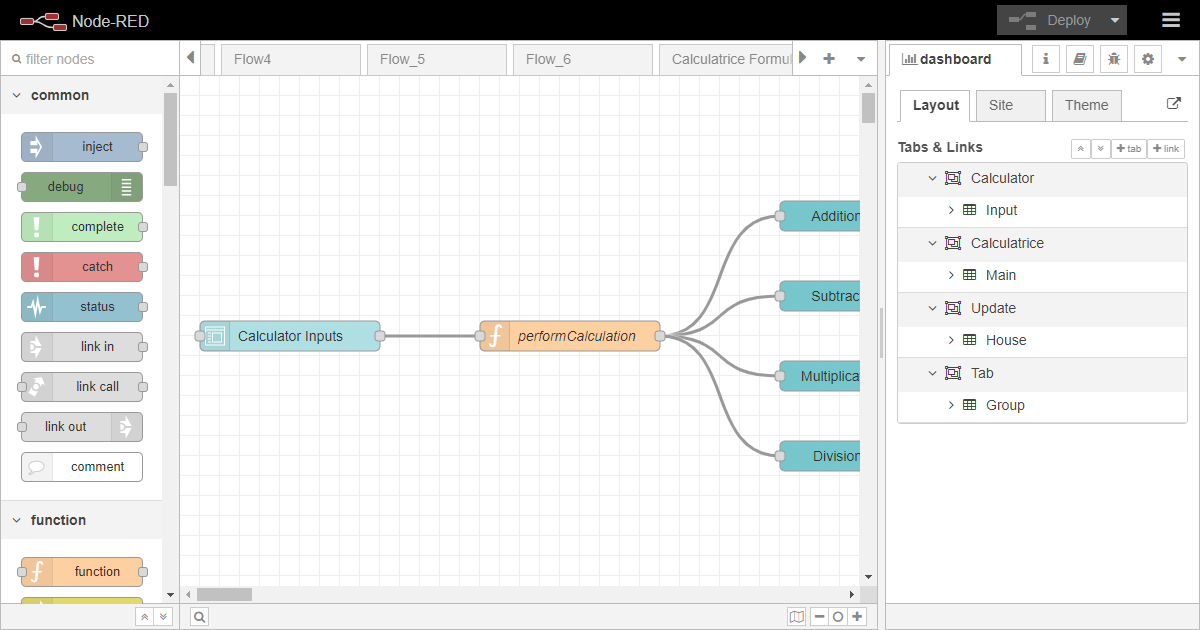 Node-RED
Deploy
filter nodes
Flow4
Flow_5
Flow_6
Calculatrice Formul
dashboard
common
Layout
Site
Theme
inject
debug
complete
catch
status
link in
link call
link out
comment
function
function
Calculator Inputs
performCalculation
Addition
Subtrac
Multiplica
Division
Tabs & Links
tab
link
Calculator
Input
Calculatrice
Main
Update
House
Tab
Group